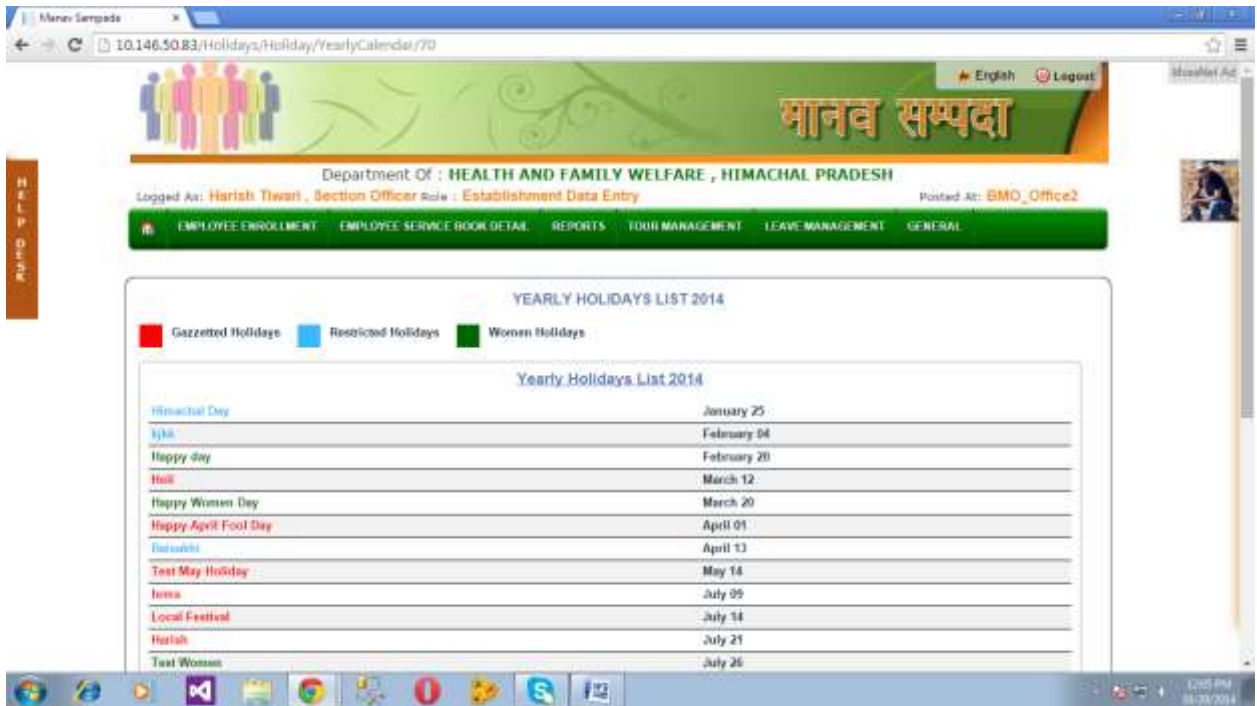 Manav Sampada
10.146.50.83/Holidays/Holiday/YearlyCalendar/70
English Logout
मानव सम्पदा
Department Of : HEALTH AND FAMILY WELFARE , HIMACHAL PRADESH
Logged As: Harish Tiwari , Section Officer Role : Establishment Data Entry Posted At: BMO_Office2
HELP DESK
EMPLOYEE ENROLLMENT EMPLOYEE SERVICE BOOK DETAIL REPORTS TOUR MANAGEMENT LEAVE MANAGEMENT GENERAL
YEARLY HOLIDAYS LIST 2014
Gazzetted Holidays Restricted Holidays Women Holidays
Yearly Holidays List 2014
Himachal Day January 25
February 04
Happy day February 20
Holi March 12
Happy Women Day March 20
Happy April Fool Day April 01
April 13
Test May Holiday May 14
July 09
Local Festival July 14
Harish July 21
Test Women July 26
12:05 PM